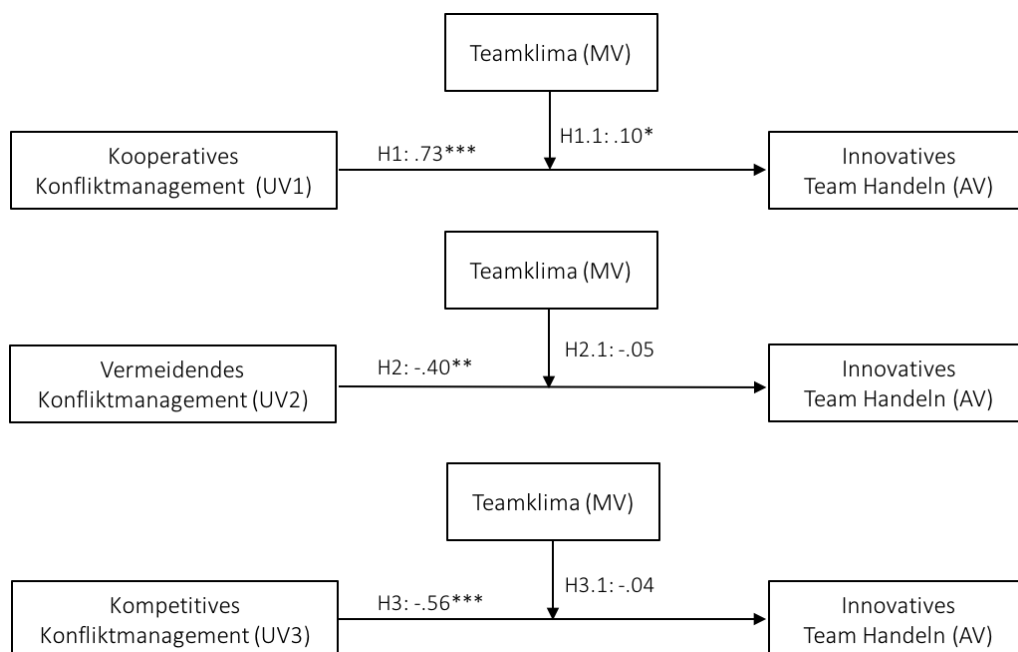 Teamklima (MV)
H1: .73***
H1.1: .10*
Kooperatives
Konfliktmanagement (UV1)
Innovatives
Team Handeln (AV)
Teamklima (MV)
H2: -.40**
H2.1: -.05
Vermeidendes
Konfliktmanagement (UV2)
Innovatives
Team Handeln (AV)
Teamklima (MV)
H3: -.56***
H3.1: -.04
Kompetitives
Konfliktmanagement (UV3)
Innovatives
Team Handeln (AV)